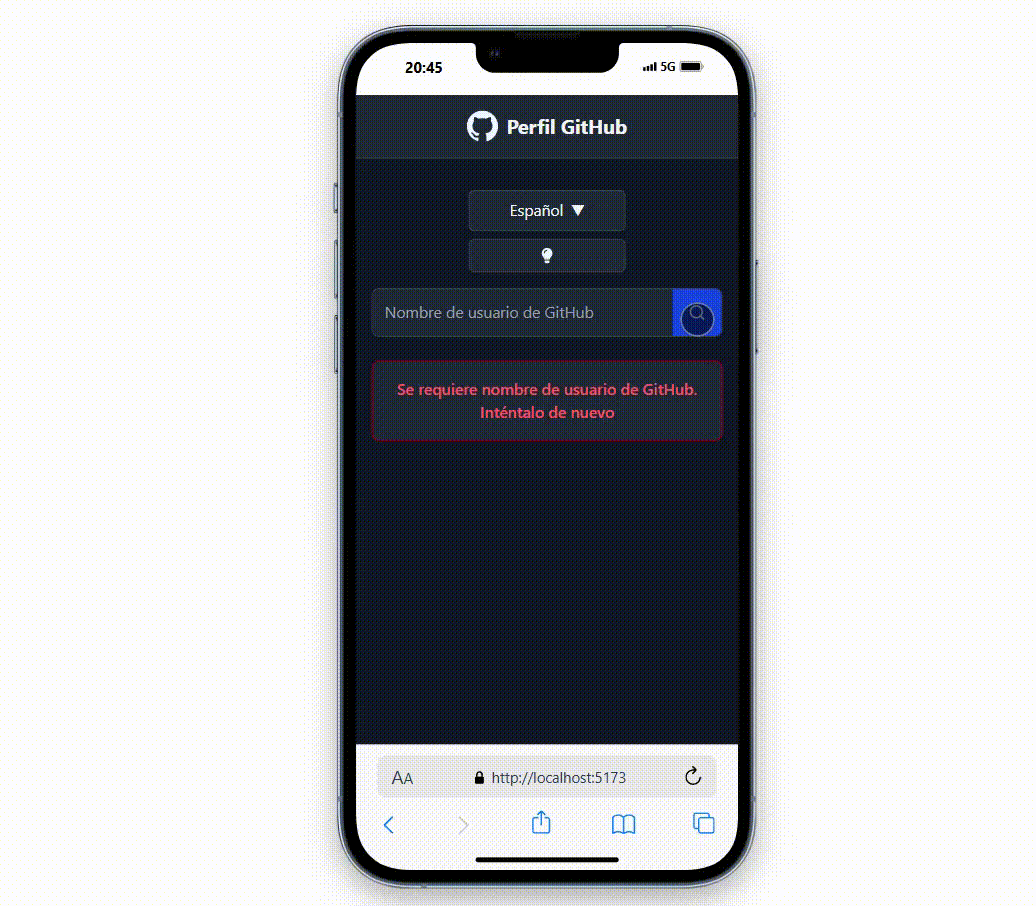 20:45
5G
Perfil GitHub
Español ▼
Nombre de usuario de GitHub
Se requiere nombre de usuario de GitHub.
Inténtalo de nuevo
AA
http://localhost:5173